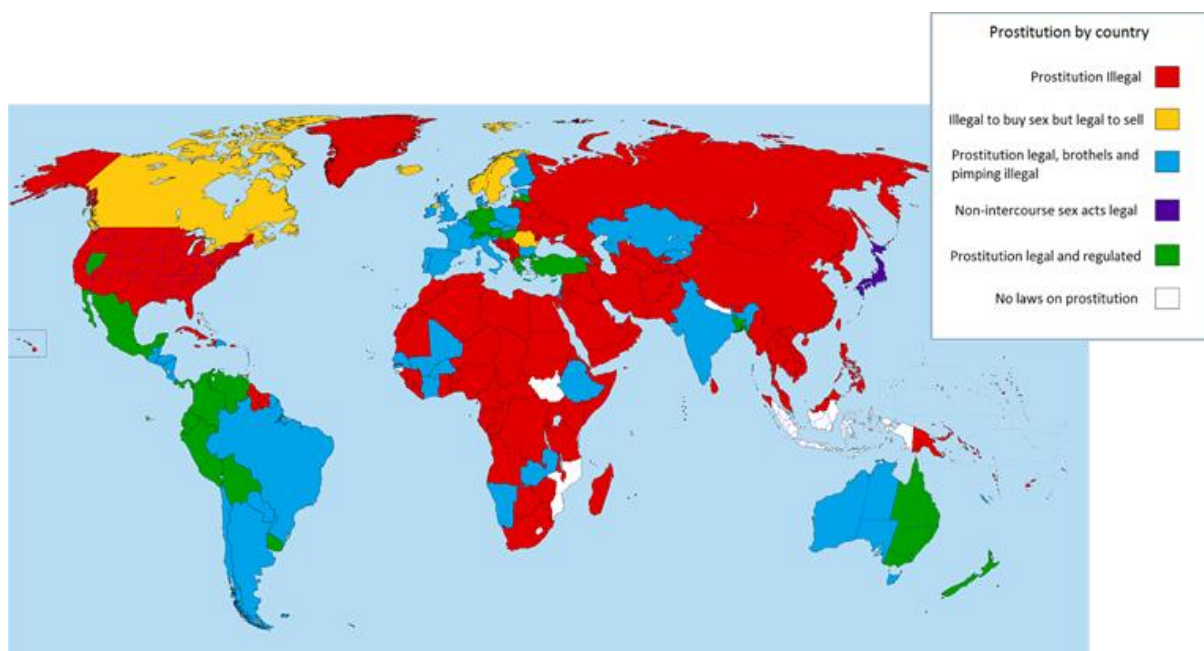 Prostitution by country
Prostitution Illegal
Illegal to buy sex but legal to sell
Prostitution legal, brothels and
pimping illegal
Non-intercourse sex acts legal
Prostitution legal and regulated
No laws on prostitution